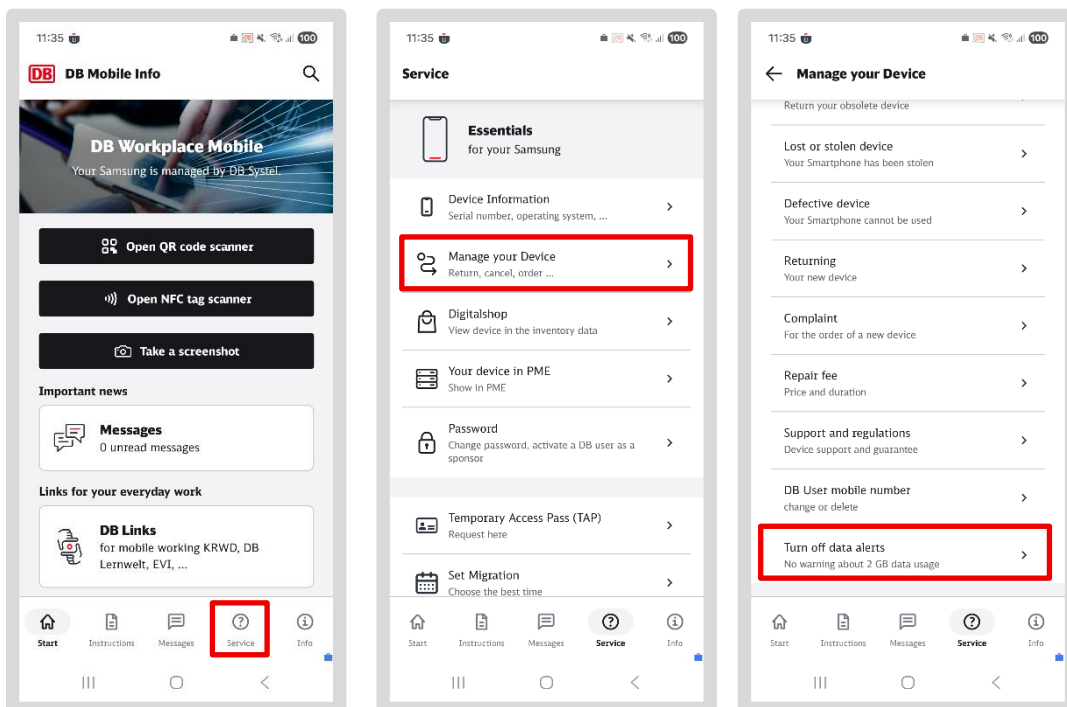 11:35
100
DB DB Mobile Info
DB Workplace Mobile
Your Samsung is managed by DB Systel.
Open QR code scanner
Open NFC tag scanner
Take a screenshot
Important news
Messages
0 unread messages
Links for your everyday work
DB Links
for mobile working KRWD, DB
Lernwelt, EVI, ...
Start Instructions Messages Service Info
11:35
100
Service
Essentials
for your Samsung
Device Information
Serial number, operating system, ...
Manage your Device
Return, cancel, order ...
Digitalshop
View device in the inventory data
Your device in PME
Show in PME
Password
Change password, activate a DB user as a
sponsor
Temporary Access Pass (TAP)
Request here
Set Migration
Choose the best time
Start Instructions Messages Service Info
11:35
100
Manage your Device
Return your obsolete device
Lost or stolen device
Your Smartphone has been stolen
Defective device
Your Smartphone cannot be used
Returning
Your new device
Complaint
For the order of a new device
Repair fee
Price and duration
Support and regulations
Device support and guarantee
DB User mobile number
change or delete
Turn off data alerts
No warning about 2 GB data usage
Start Instructions Messages Service Info